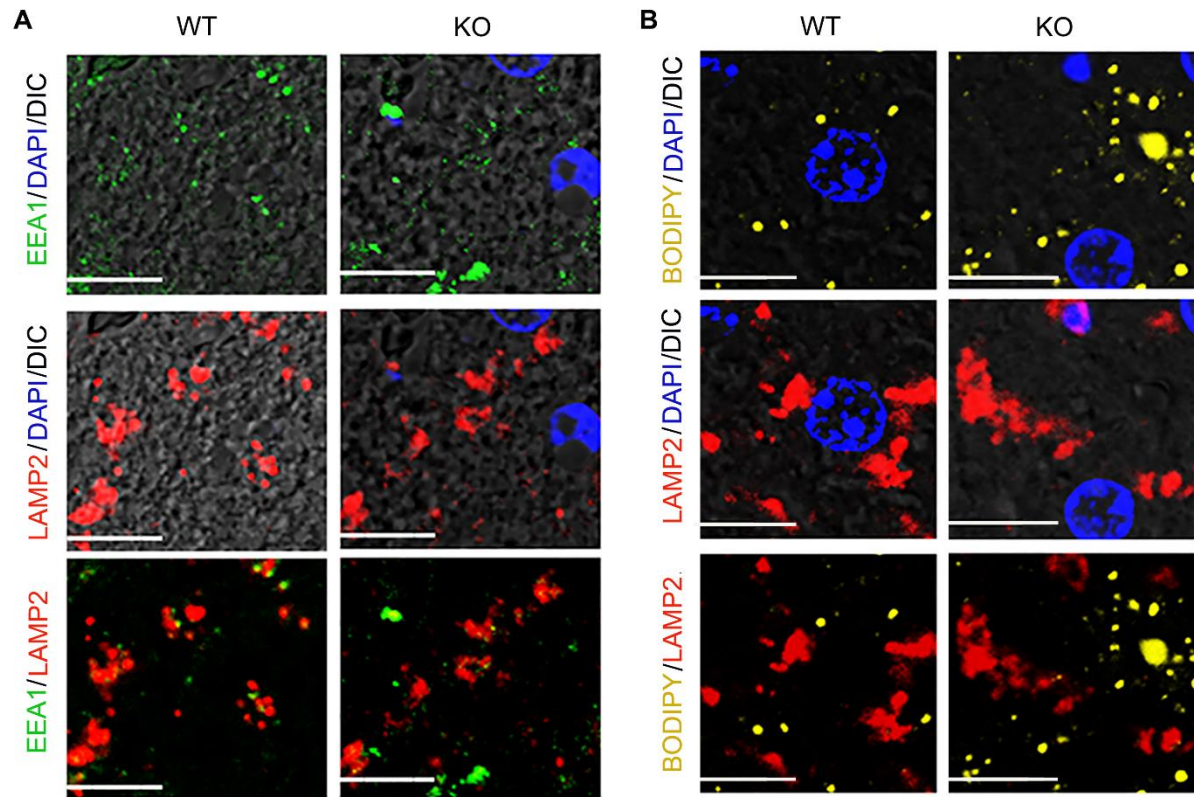 A
WT
KO
EEA1/DAPI/DIC
LAMP2/DAPI/DIC
EEA1/LAMP2
B
WT
KO
BODIPY/DAPI/DIC
LAMP2/DAPI/DIC
BODIPY/LAMP2.